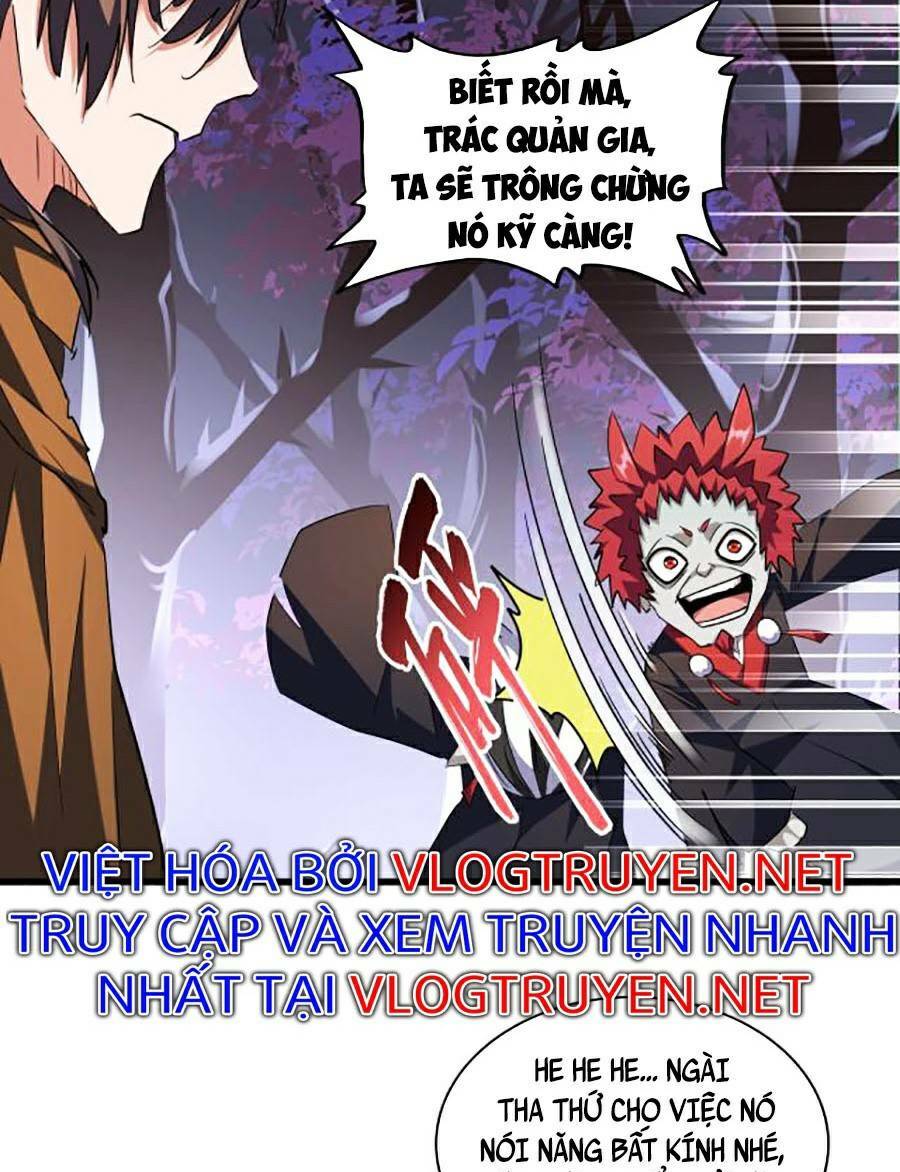 BIẾT RỒI MÀ,
TRÁC QUẢN GIA,
TA SẼ TRÔNG CHỪNG
NÓ KỸ CÀNG!
VIỆT HÓA BỞI VLOGTRUYEN.NET
TRUY CẬP VÀ XEM TRUYỆN NHANH
NHẤT TẠI VLOGTRUYEN.NET
HE HE HE... NGÀI
THA THỨ CHO VIỆC NÓ
NÓI NĂNG BẤT KÍNH NHÉ,